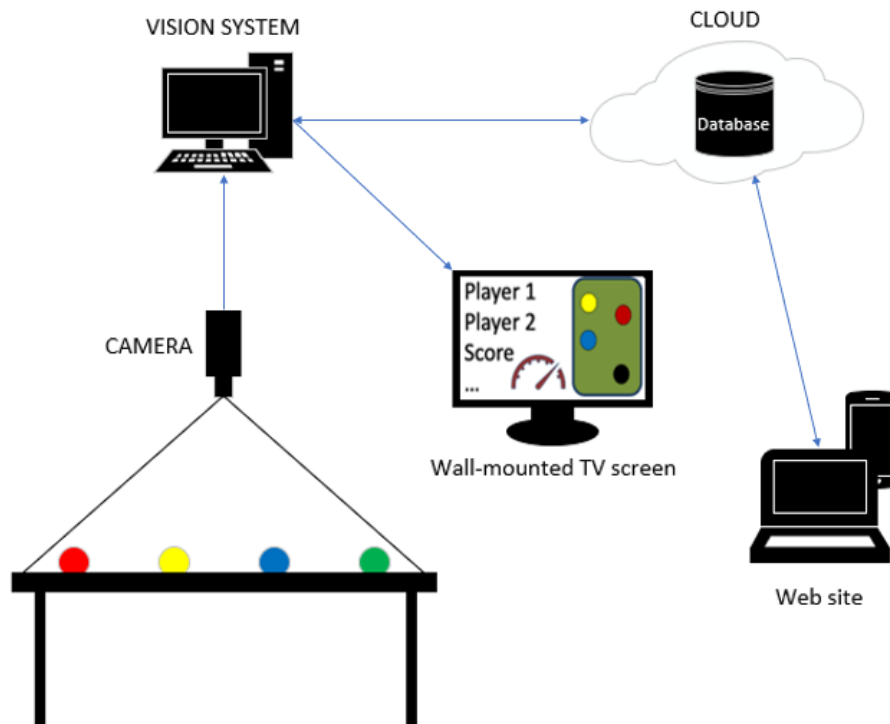 VISION SYSTEM
CLOUD
Database
CAMERA
Player 1
Player 2
Score
...
Wall-mounted TV screen
Web site